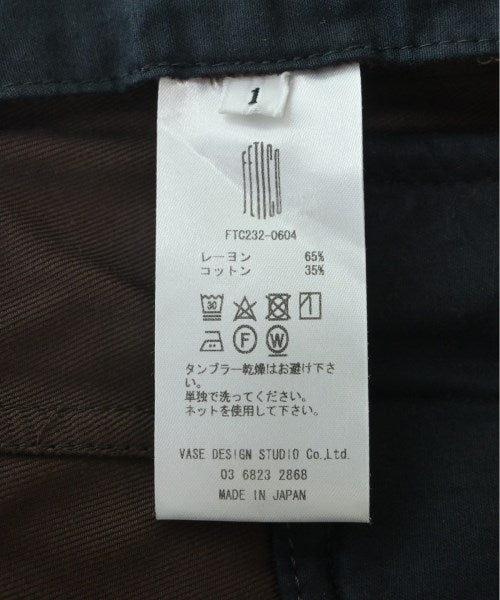 1
FETICO
FTC232-0604
レーヨン 65%
コットン 35%
30
F W
タンブラー乾燥はお避け下さ
い。
単独で洗ってください。
ネットを使用して下さい。
VASE DESIGN STUDIO Co.,Ltd.
03 6823 2868
MADE IN JAPAN